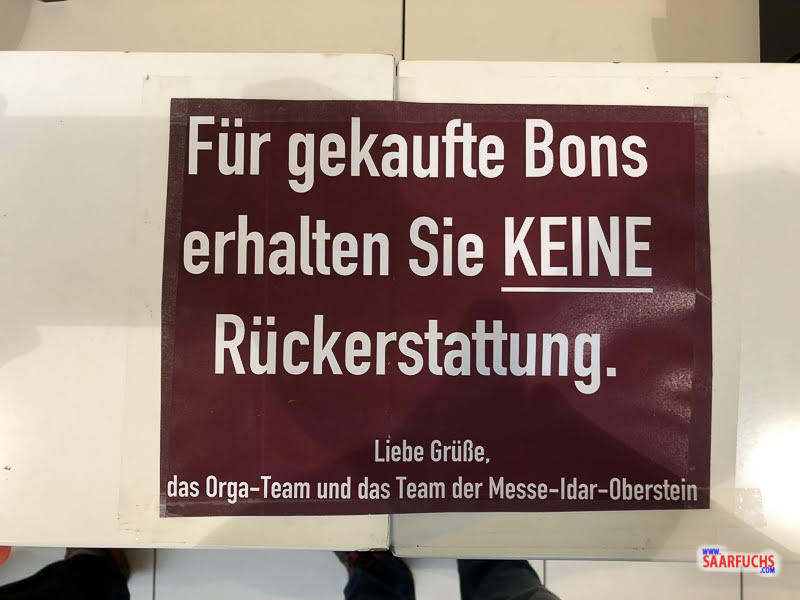 Für gekaufte Bons
erhalten Sie KEINE
Rückerstattung.
Liebe Grüße,
das Orga-Team und das Team der Messe-Idar-Oberstein
WWW.
SAARFUCHS
.COM